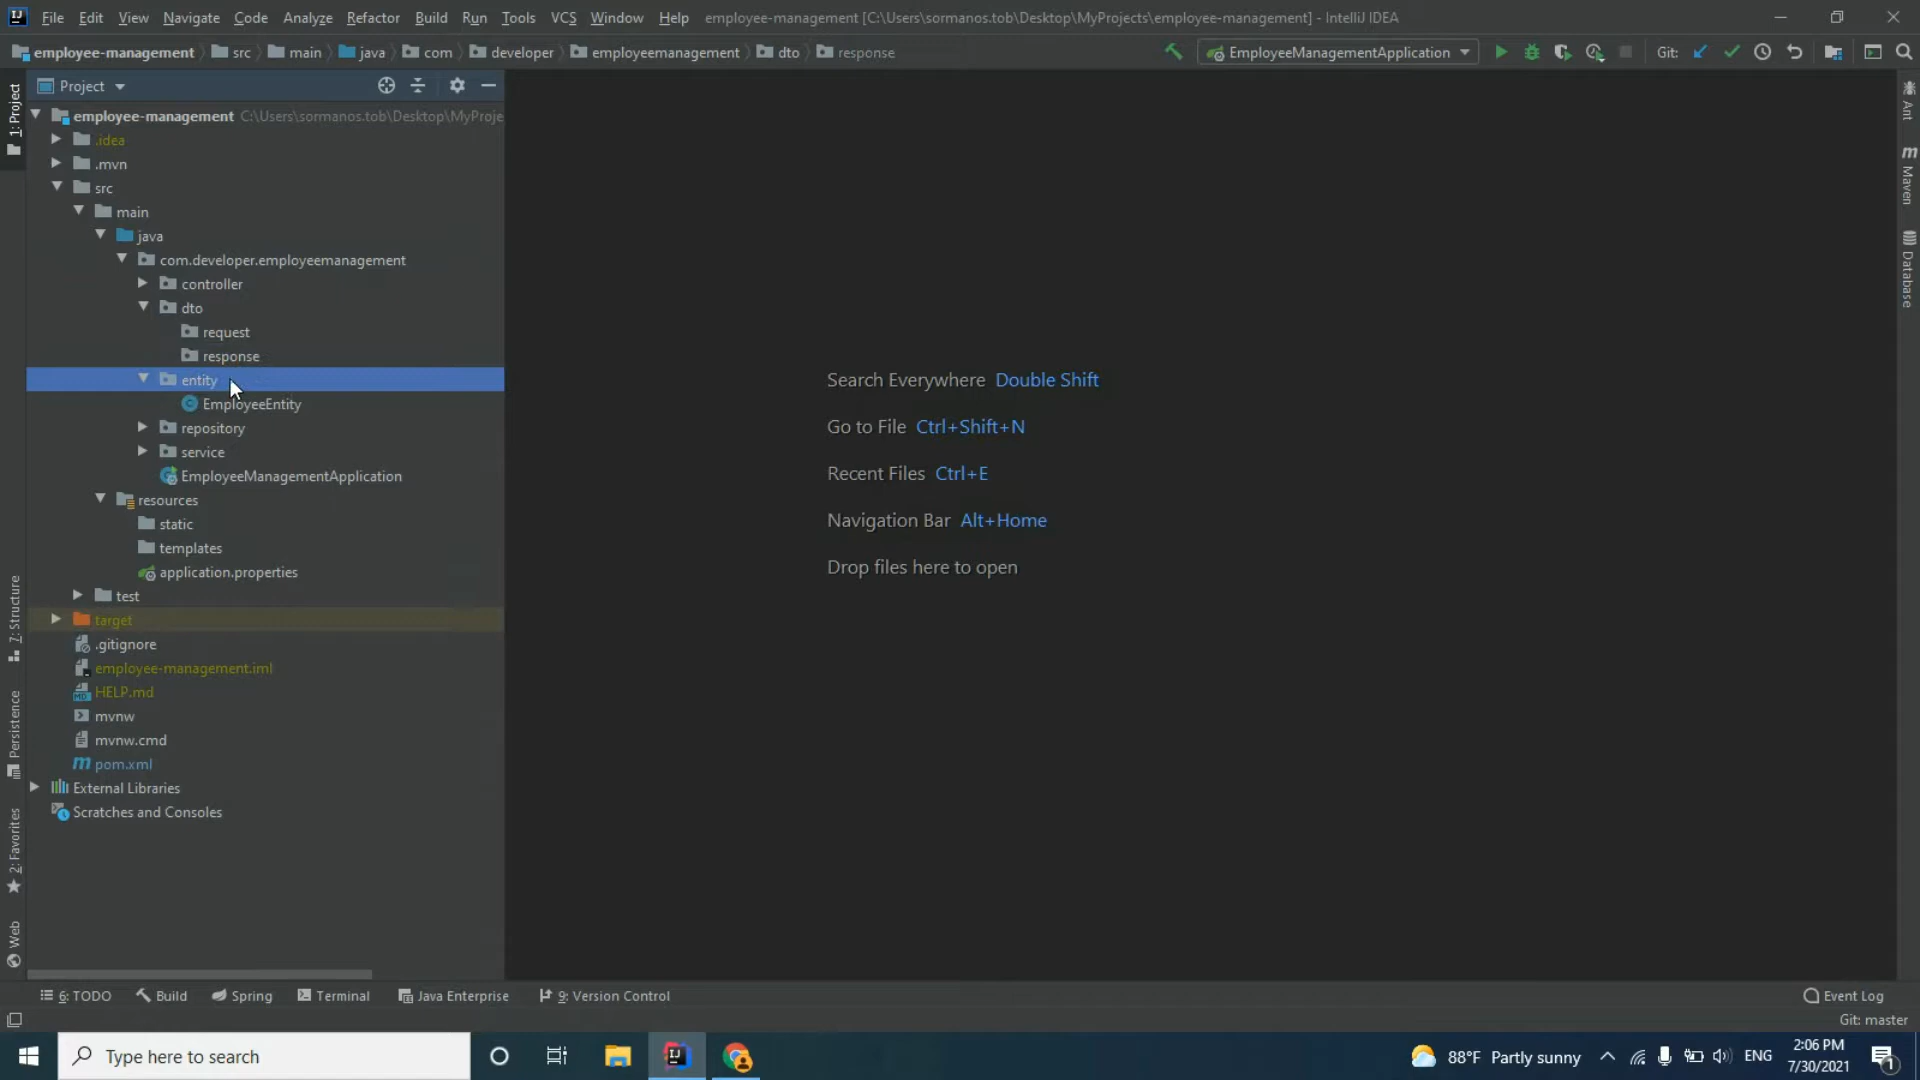 File Edit View Navigate Code Analyze Refactor Build Run Tools VCS Window Help employee-management [C:\Users\sormanos.tob\Desktop\MyProjects\employee-management] - IntelliJ IDEA
employee-management src main java com developer employeemanagement dto response EmployeeManagementApplication Git:
Project
employee-management C:\Users\sormanos.tob\Desktop\MyProje
.idea
.mvn
src
main
java
com.developer.employeemanagement
controller
dto
request
response
entity
EmployeeEntity
repository
service
EmployeeManagementApplication
resources
static
templates
application.properties
test
target
.gitignore
employee-management.iml
HELP.md
mvnw
mvnw.cmd
pom.xml
External Libraries
Scratches and Consoles
1: Project
7: Structure
Persistence
2: Favorites
Web
Search Everywhere Double Shift
Go to File Ctrl+Shift+N
Recent Files Ctrl+E
Navigation Bar Alt+Home
Drop files here to open
Ant
Maven
Database
6: TODO Build Spring Terminal Java Enterprise 9: Version Control Event Log
Git: master
Type here to search 88°F Partly sunny ENG 2:06 PM
7/30/2021 1